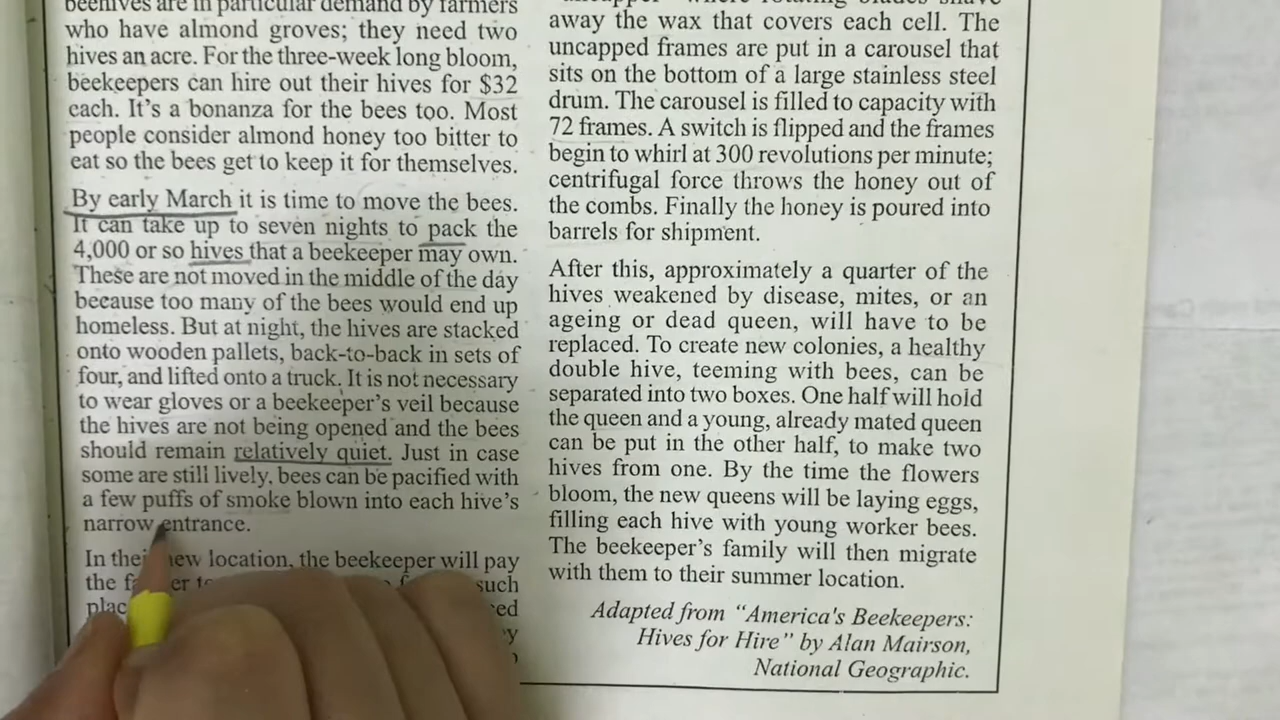 beehives are in particular demand by farmers
who have almond groves; they need two
hives an acre. For the three-week long bloom,
beekeepers can hire out their hives for $32
each. It's a bonanza for the bees too. Most
people consider almond honey too bitter to
eat so the bees get to keep it for themselves.
By early March it is time to move the bees.
It can take up to seven nights to pack the
4,000 or so hives that a beekeeper may own.
These are not moved in the middle of the day
because too many of the bees would end up
homeless. But at night, the hives are stacked
onto wooden pallets, back-to-back in sets of
four, and lifted onto a truck. It is not necessary
to wear gloves or a beekeeper's veil because
the hives are not being opened and the bees
should remain relatively quiet. Just in case
some are still lively, bees can be pacified with
a few puffs of smoke blown into each hive's
narrow entrance.
In their new location, the beekeeper will pay
the such
where rotating blades shave
away the wax that covers each cell. The
uncapped frames are put in a carousel that
sits on the bottom of a large stainless steel
drum. The carousel is filled to capacity with
72 frames. A switch is flipped and the frames
begin to whirl at 300 revolutions per minute;
centrifugal force throws the honey out of
the combs. Finally the honey is poured into
barrels for shipment.
After this, approximately a quarter of the
hives weakened by disease, mites, or an
ageing or dead queen, will have to be
replaced. To create new colonies, a healthy
double hive, teeming with bees, can be
separated into two boxes. One half will hold
the queen and a young, already mated queen
can be put in the other half, to make two
hives from one. By the time the flowers
bloom, the new queens will be laying eggs,
filling each hive with young worker bees.
The beekeeper's family will then migrate
with them to their summer location.
Adapted from "America's Beekeepers:
Hives for Hire" by Alan Mairson,
National Geographic.